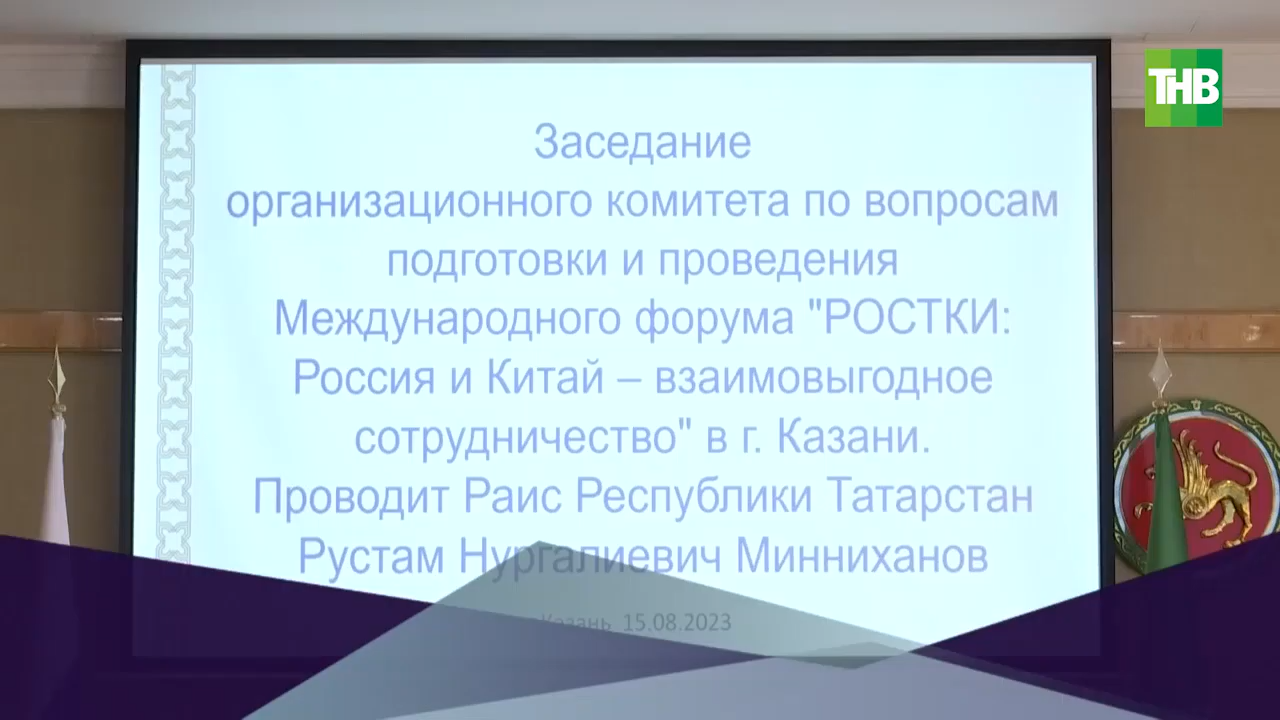 ТНВ
Заседание
организационного комитета по вопросам
подготовки и проведения
Международного форума "РОСТКИ:
Россия и Китай – взаимовыгодное
сотрудничество" в г. Казани.
Проводит Раис Республики Татарстан
Рустам Нургалиевич Минниханов
Казань 15.08.2023